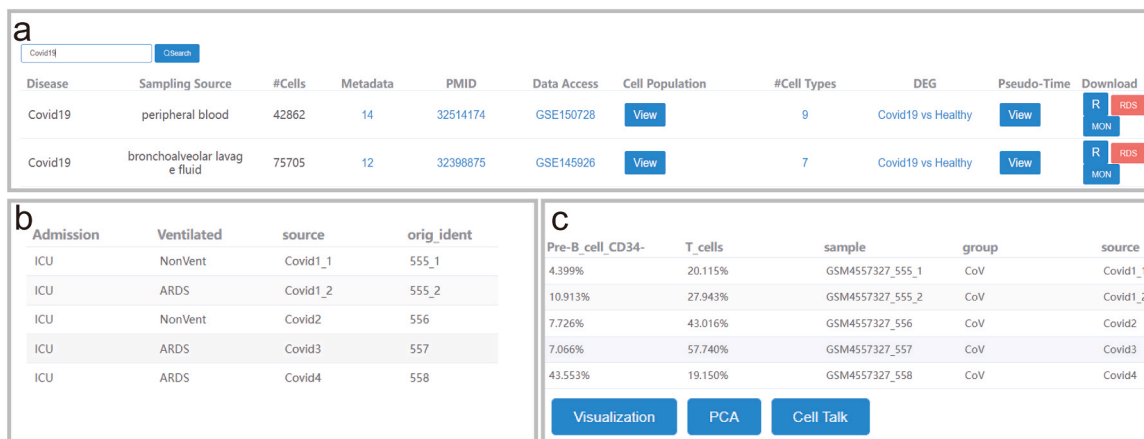 a
Covid19
Search
Disease Sampling Source #Cells Metadata PMID Data Access Cell Population #Cell Types DEG Pseudo-Time Download
Covid19 peripheral blood 42862 14 32514174 GSE150728 View 9 Covid19 vs Healthy View R RDS
MON
Covid19 bronchoalveolar lavag
e fluid 75705 12 32398875 GSE145926 View 7 Covid19 vs Healthy View R RDS
MON
b
Admission Ventilated source orig_ident
ICU NonVent Covid1_1 555_1
ICU ARDS Covid1_2 555_2
ICU NonVent Covid2 556
ICU ARDS Covid3 557
ICU ARDS Covid4 558
c
Pre-B_cell_CD34- T_cells sample group source
4.399% 20.115% GSM4557327_555_1 CoV Covid1_1
10.913% 27.943% GSM4557327_555_2 CoV Covid1_2
7.726% 43.016% GSM4557327_556 CoV Covid2
7.066% 57.740% GSM4557327_557 CoV Covid3
43.553% 19.150% GSM4557327_558 CoV Covid4
Visualization PCA Cell Talk